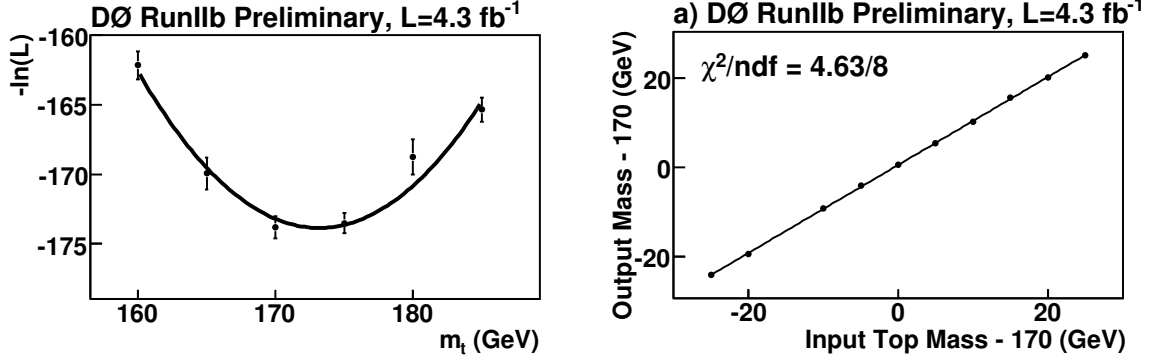 DØ RunIIb Preliminary, L=4.3 fb⁻¹
-ln(L)
-160
-165
-170
-175
160 170 180
mₜ (GeV)
a) DØ RunIIb Preliminary, L=4.3 fb⁻¹
Output Mass - 170 (GeV)
χ²/ndf = 4.63/8
20
0
-20
-20 0 20
Input Top Mass - 170 (GeV)